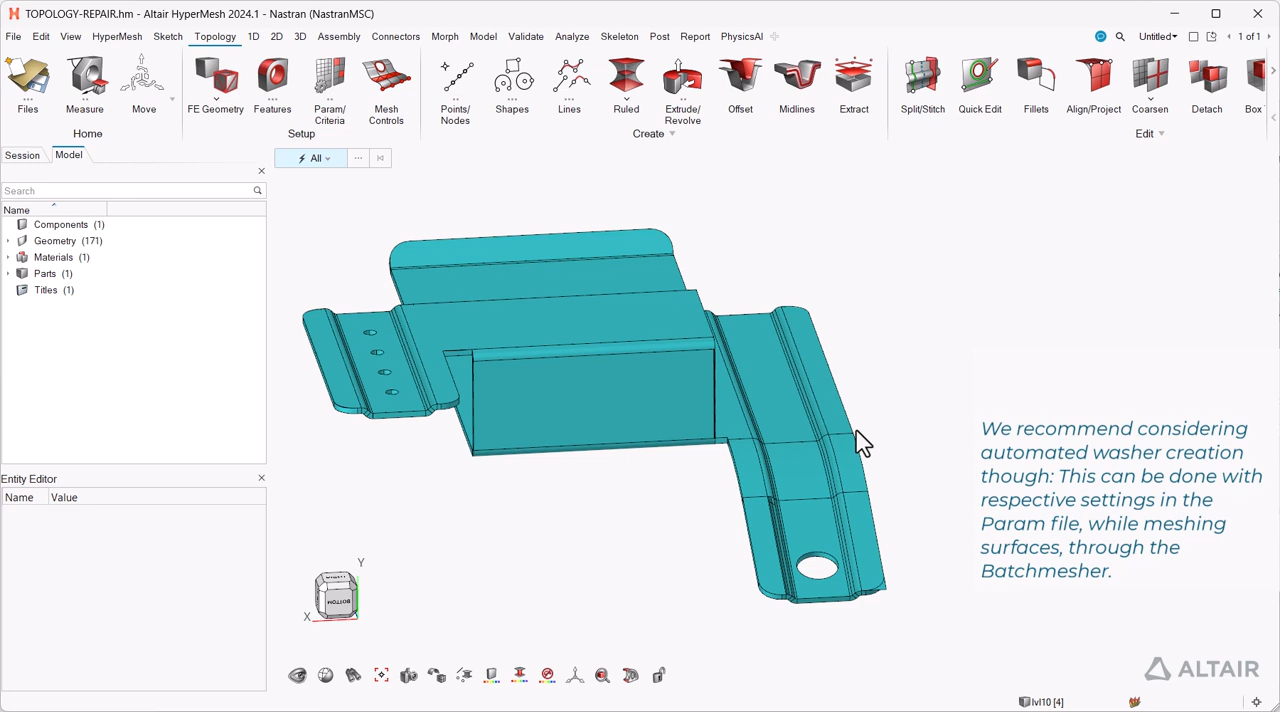 TOPOLOGY-REPAIR.hm - Altair HyperMesh 2024.1 - Nastran (NastranMSC)
File Edit View HyperMesh Sketch Topology 1D 2D 3D Assembly Connectors Morph Model Validate Analyze Skeleton Post Report PhysicsAI Untitled 1 of 1
Files Measure Move FE Geometry Features Param/ Criteria Mesh Controls Points/ Nodes Shapes Lines Ruled Extrude/ Revolve Offset Midlines Extract Split/Stitch Quick Edit Fillets Align/Project Coarsen Detach Box
Home Setup Create Edit
Session Model
All
Search
Name
Components (1)
Geometry (171)
Materials (1)
Parts (1)
Titles (1)
Entity Editor
Name Value
We recommend considering
automated washer creation
though: This can be done with
respective settings in the
Param file, while meshing
surfaces, through the
Batchmesher.
Y
BOTTOM
X
ALTAIR
lvl10 [4]